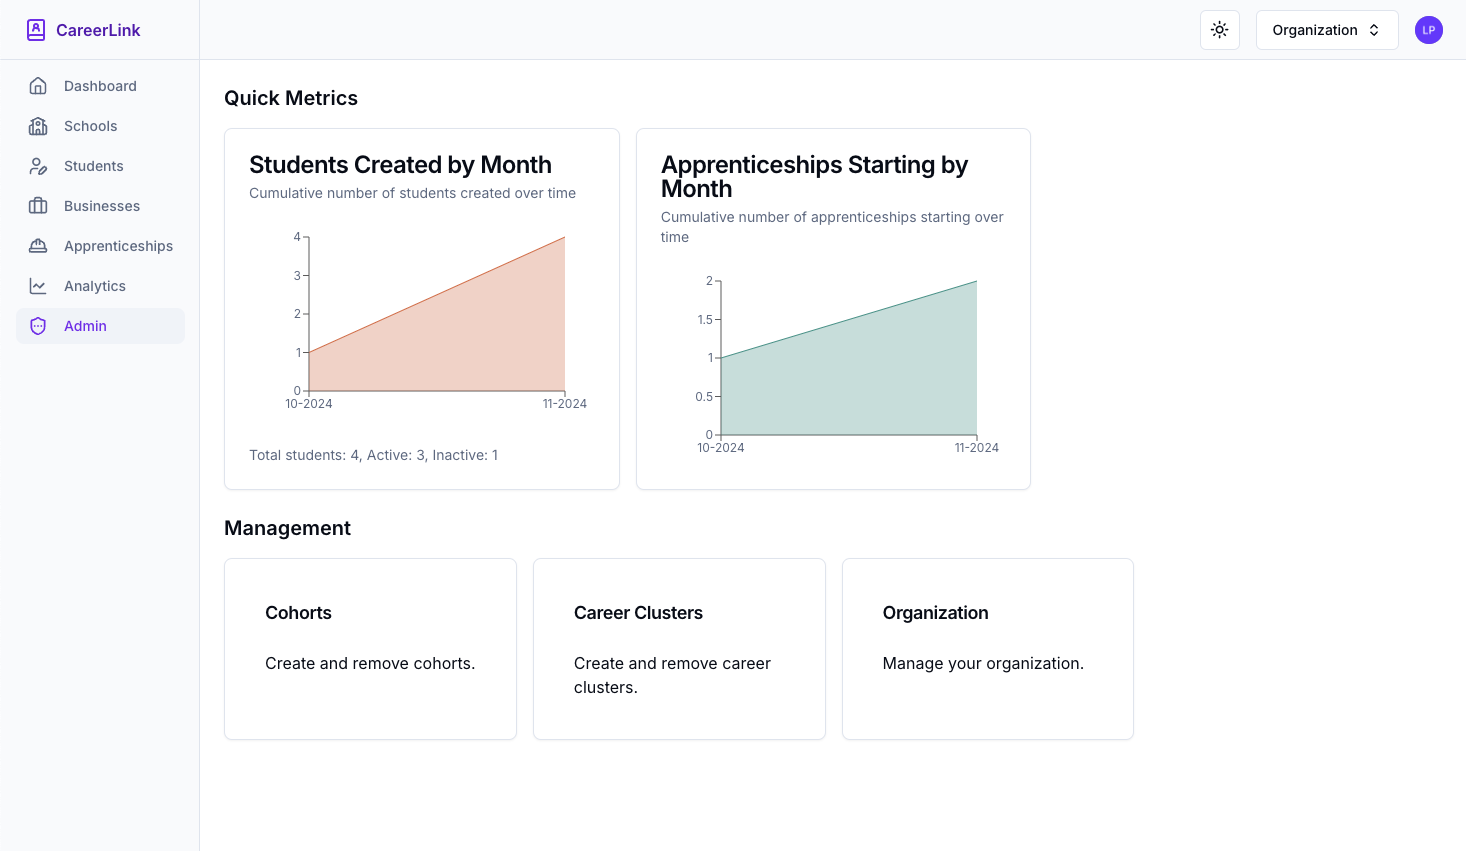 CareerLink
Organization
LP
Dashboard
Schools
Students
Businesses
Apprenticeships
Analytics
Admin
Quick Metrics
Students Created by Month
Cumulative number of students created over time
4
3
2
1
0
10-2024
11-2024
Total students: 4, Active: 3, Inactive: 1
Apprenticeships Starting by
Month
Cumulative number of apprenticeships starting over
time
2
1.5
1
0.5
0
10-2024
11-2024
Management
Cohorts
Create and remove cohorts.
Career Clusters
Create and remove career
clusters.
Organization
Manage your organization.